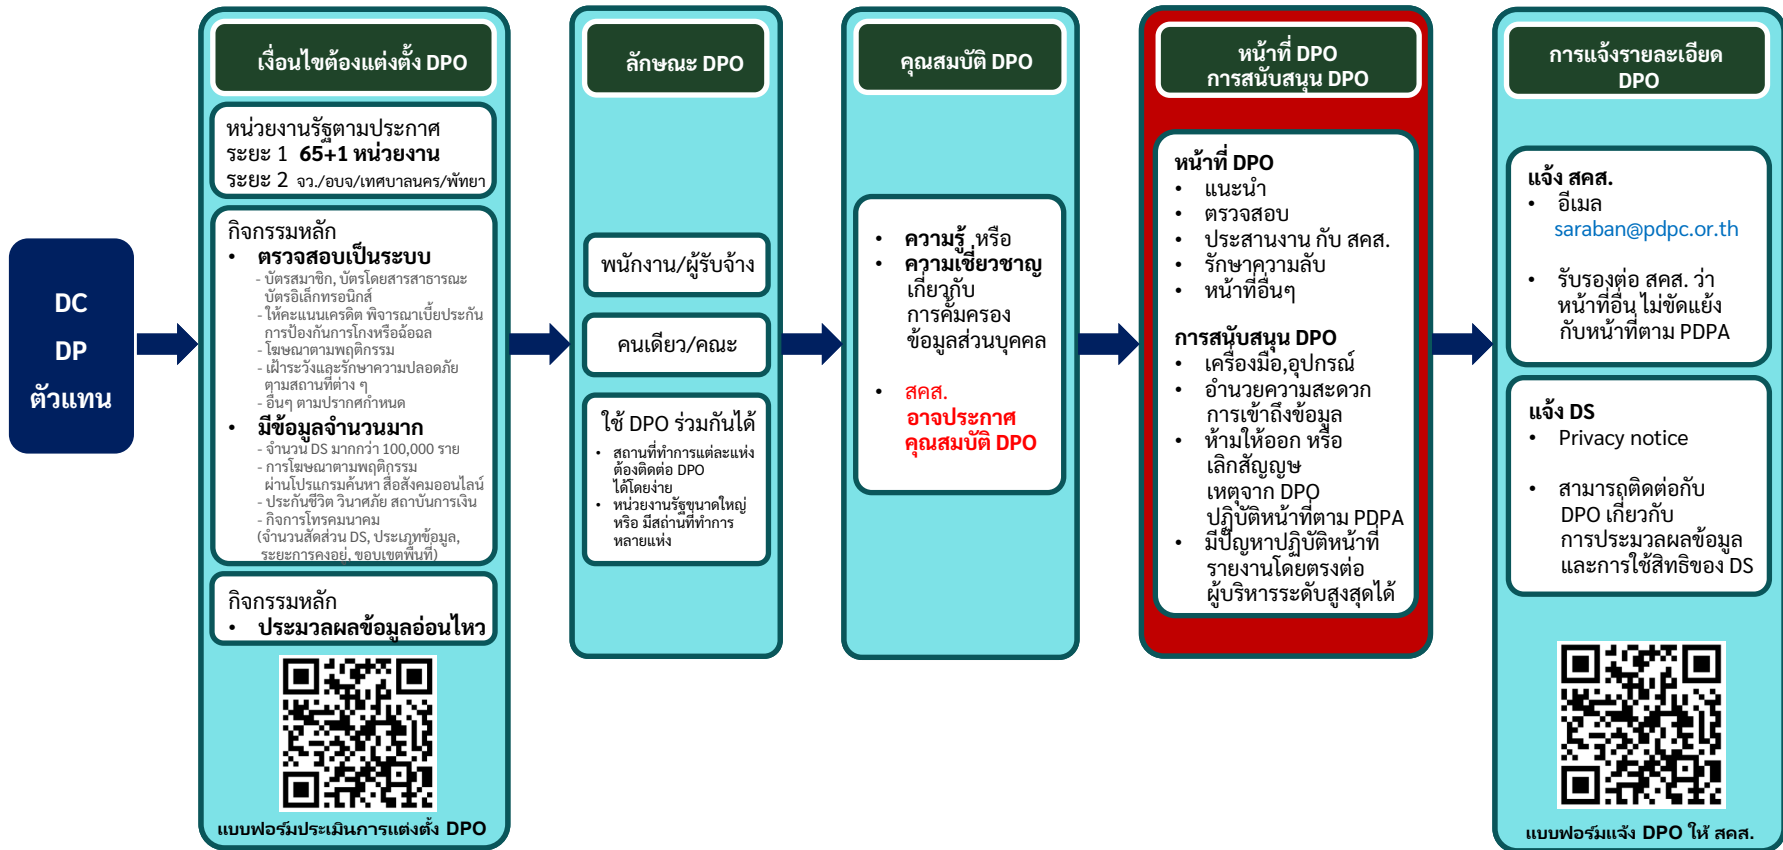 DC
DP
ตัวแทน
เงื่อนไขต้องแต่งตั้ง DPO
หน่วยงานรัฐตามประกาศ
ระยะ 1 65+1 หน่วยงาน
ระยะ 2 จว./อบจ/เทศบาลนคร/พัทยา
กิจกรรมหลัก
• ตรวจสอบเป็นระบบ
- บัตรสมาชิก, บัตรโดยสารสาธารณะ
บัตรอิเล็กทรอนิกส์
- ให้คะแนนเครดิต พิจารณาเบี้ยประกัน
การป้องกันการโกงหรือฉ้อฉล
- โฆษณาตามพฤติกรรม
- เฝ้าระวังและรักษาความปลอดภัย
ตามสถานที่ต่าง ๆ
- อื่นๆ ตามปรากศกำหนด
• มีข้อมูลจำนวนมาก
- จำนวน DS มากกว่า 100,000 ราย
- การโฆษณาตามพฤติกรรม
ผ่านโปรแกรมค้นหา สื่อสังคมออนไลน์
- ประกันชีวิต วินาศภัย สถาบันการเงิน
- กิจการโทรคมนาคม
(จำนวนสัดส่วน DS, ประเภทข้อมูล,
ระยะการคงอยู่, ขอบเขตพื้นที่)
กิจกรรมหลัก
• ประมวลผลข้อมูลอ่อนไหว
แบบฟอร์มประเมินการแต่งตั้ง DPO
ลักษณะ DPO
พนักงาน/ผู้รับจ้าง
คนเดียว/คณะ
ใช้ DPO ร่วมกันได้
• สถานที่ทำการแต่ละแห่ง
ต้องติดต่อ DPO
ได้โดยง่าย
• หน่วยงานรัฐขนาดใหญ่
หรือ มีสถ่านที่ทำการ
หลายแห่ง
คุณสมบัติ DPO
• ความรู้ หรือ
• ความเชี่ยวชาญ
เกี่ยวกับ
การคั้มครอง
ข้อมูลส่วนบุคคล
• สคส.
อาจประกาศ
คุณสมบัติ DPO
หน้าที่ DPO
การสนับสนุน DPO
หน้าที่ DPO
• แนะนำ
• ตรวจสอบ
• ประสานงาน กับ สคส.
• รักษาความลับ
• หน้าที่อื่นๆ
การสนับสนุน DPO
• เครื่องมือ,อุปกรณ์
• อำนวยความสะดวก
การเข้าถึงข้อมูล
• ห้ามให้ออก หรือ
เลิกสัญญษ
เหตุจาก DPO
ปฏิบัติหน้าที่ตาม PDPA
• มีปัญหาปฏิบัติหน้าที่
รายงานโดยตรงต่อ
ผู้บริหารระดับสูงสุดได้
การแจ้งรายละเอียด
DPO
แจ้ง สคส.
• อีเมล
saraban@pdpc.or.th
• รับรองต่อ สคส. ว่า
หน้าที่อื่น ไม่ขัดแย้ง
กับหน้าที่ตาม PDPA
แจ้ง DS
• Privacy notice
• สามารถติดต่อกับ
DPO เกี่ยวกับ
การประมวลผลข้อมูล
และการใช้สิทธิของ DS
แบบฟอร์มแจ้ง DPO ให้ สคส.